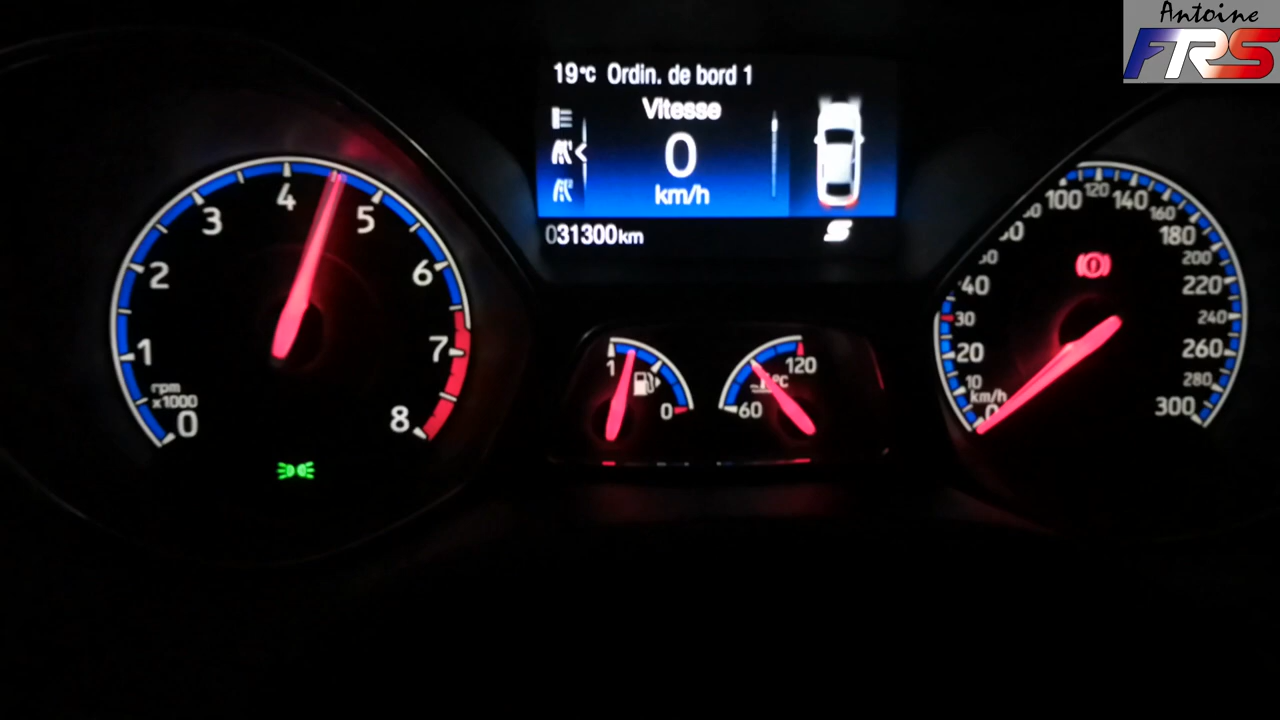 Antoine
FRS
19°C Ordin. de bord 1
Vitesse
0
km/h
031300km
0 1 2 3 4 5 6 7 8
rpm
x1000
1 0
60 120
°C
0 10 20 30 40 100 120 140 160 180 200 220 240 260 280 300
km/h